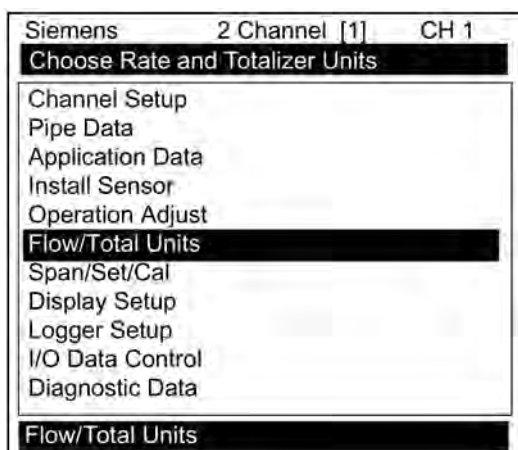 Siemens 2 Channel [1] CH 1
Choose Rate and Totalizer Units
Channel Setup
Pipe Data
Application Data
Install Sensor
Operation Adjust
Flow/Total Units
Span/Set/Cal
Display Setup
Logger Setup
I/O Data Control
Diagnostic Data
Flow/Total Units